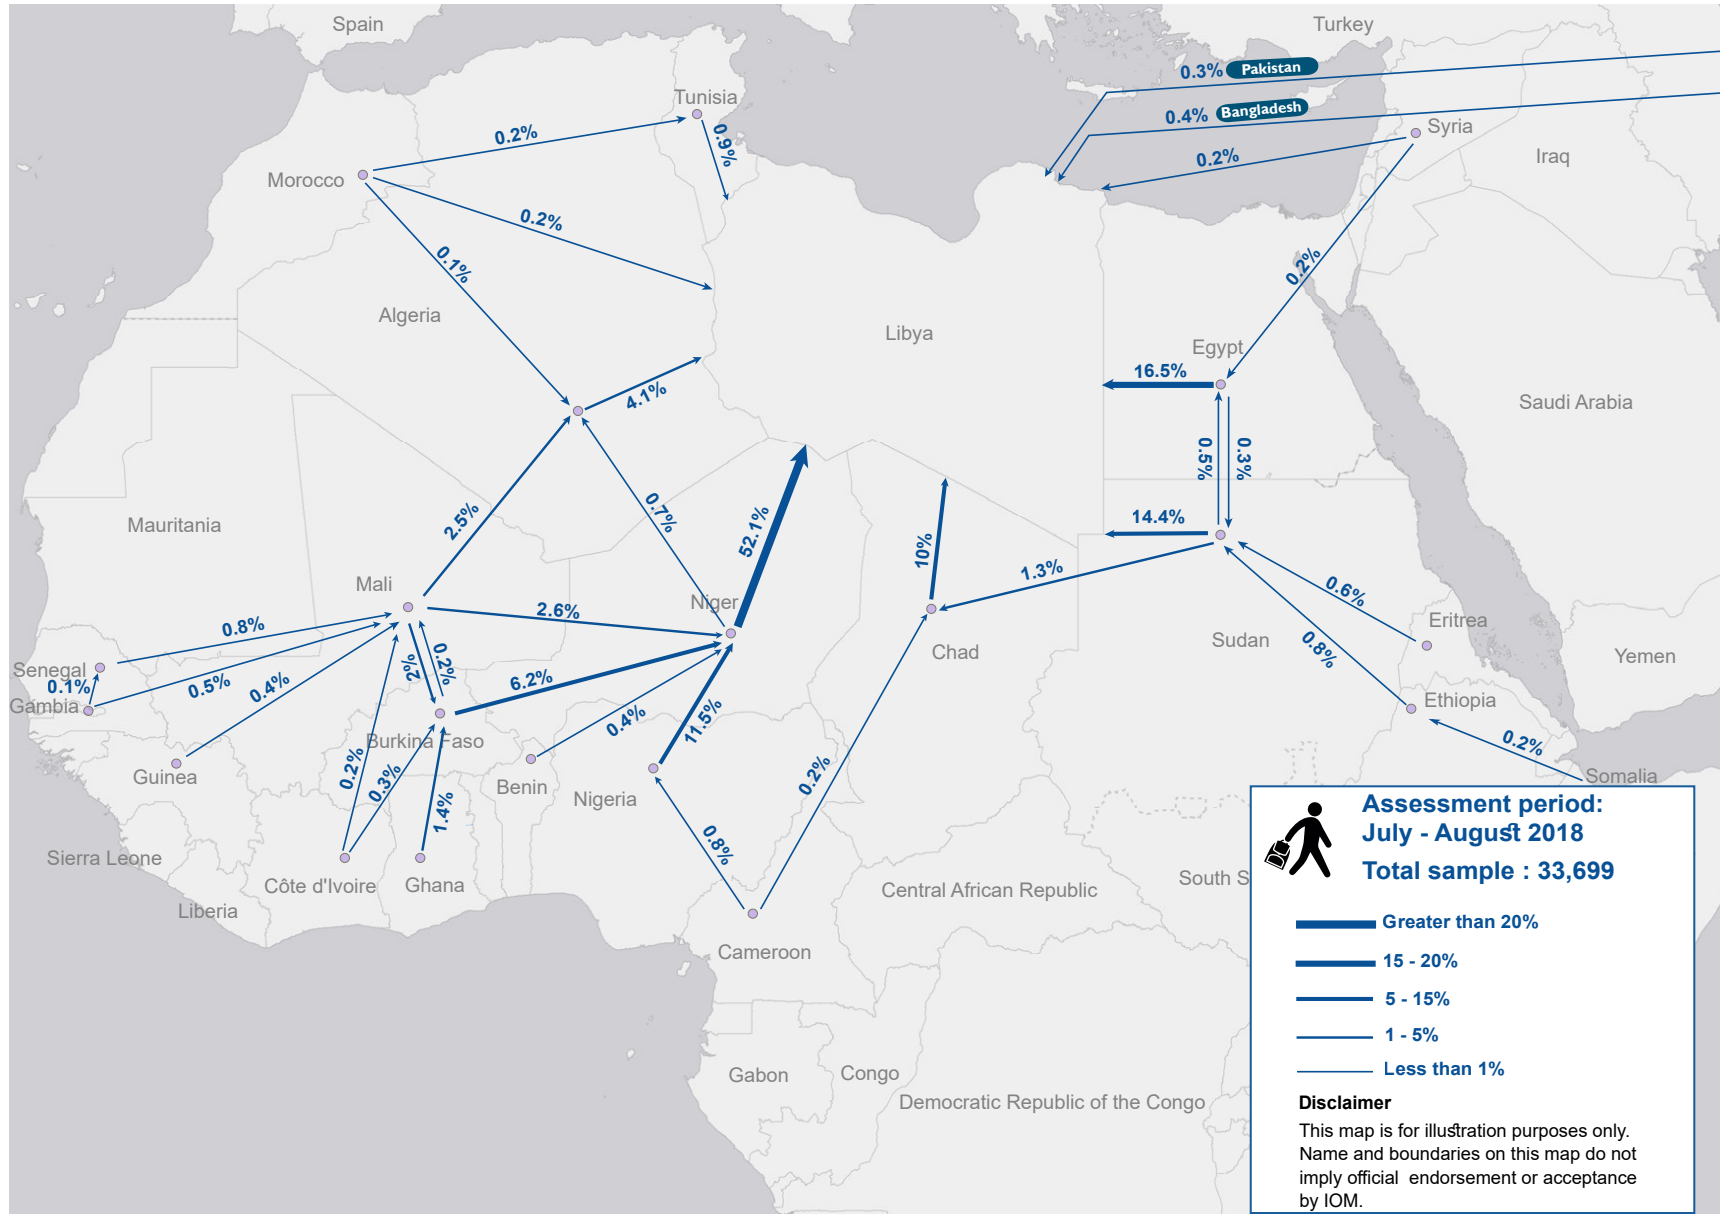 Spain
Turkey
0.3% Pakistan
Tunisia
0.4% Bangladesh
Syria
0.2%
0.9%
0.2%
Iraq
Morocco
0.2%
0.1%
0.2%
Algeria
Libya
Egypt
16.5%
4.1%
Saudi Arabia
0.5%
0.3%
Mauritania
2.5%
0.7%
52.1%
10%
14.4%
1.3%
Mali
2.6%
Niger
0.6%
0.8%
Eritrea
Senegal
0.8%
2%
0.2%
Chad
Sudan
0.8%
Yemen
0.1%
0.5%
0.4%
6.2%
Gambia
Ethiopia
0.4%
11.5%
0.2%
Burkina Faso
Guinea
0.2%
0.3%
Benin
Nigeria
0.2%
Somalia
1.4%
0.8%
Sierra Leone
Côte d'Ivoire
Ghana
Liberia
Central African Republic
South S
Cameroon
Gabon
Congo
Democratic Republic of the Congo
Assessment period:
July - August 2018
Total sample : 33,699
Greater than 20%
15 - 20%
5 - 15%
1 - 5%
Less than 1%
Disclaimer
This map is for illustration purposes only.
Name and boundaries on this map do not
imply official endorsement or acceptance
by IOM.